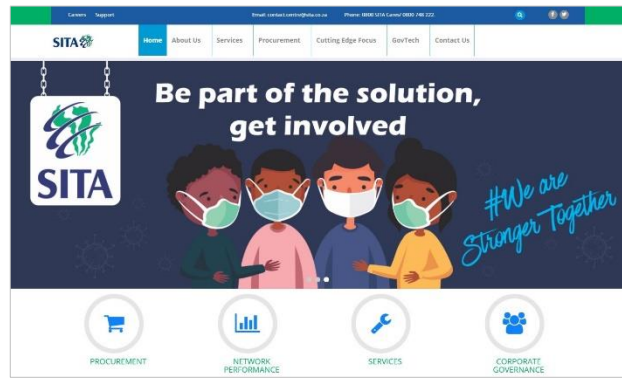 Careers Support Email: contact.centre@sita.co.za Phone: 0800 SITA Cares/ 0800 748 222
SITA Home About Us Services Procurement Cutting Edge Focus GovTech Contact Us
Be part of the solution,
get involved
SITA
#We are
Stronger Together
PROCUREMENT NETWORK PERFORMANCE SERVICES CORPORATE GOVERNANCE